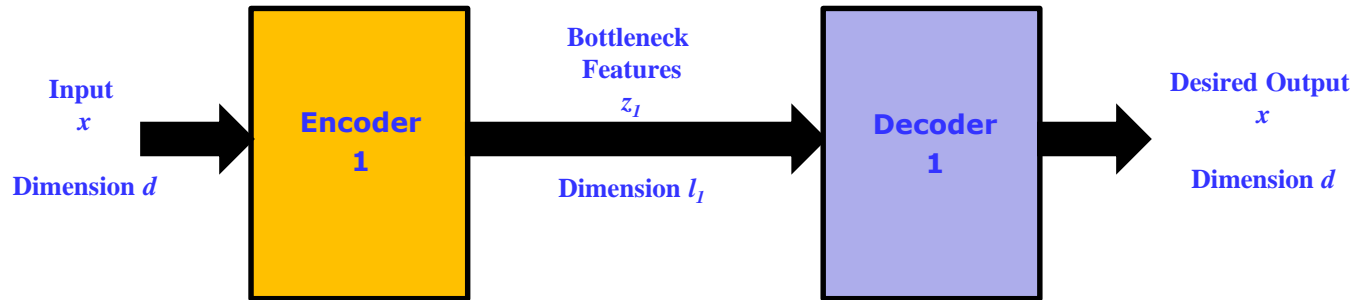 Input
x
Dimension d
Encoder
1
Bottleneck
Features
z₁
Dimension l₁
Decoder
1
Desired Output
x
Dimension d